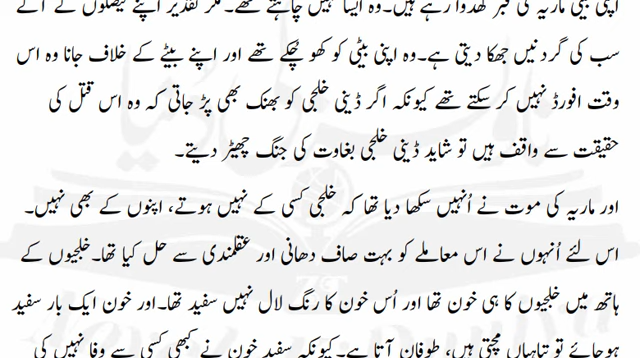 اپنی بیٹی ماریہ کی قبر کھدوا رہے ہیں۔وہ ایسا نہیں چاہتے تھے۔مگر تقدیر اپنے فیصلوں کے آگے
سب کی گردنیں جھکا دیتی ہے۔وہ اپنی بیٹی کو کھو چُکے تھے اور اپنے بیٹے کے خلاف جانا وہ اس
وقت افورڈ نہیں کر سکتے تھے کیونکہ اگر ڈینی خلجی کو بھنک بھی پڑ جاتی کہ وہ اس قتل کی
حقیقت سے واقف ہیں تو شاید ڈینی خلجی بغاوت کی جنگ چھیڑ دیتے۔
اور ماریہ کی موت نے اُنہیں سکھا دیا تھا کہ خلجی کسی کے نہیں ہوتے، اپنوں کے بھی نہیں۔
اس لئے اُنہوں نے اس معاملے کو بہت صاف دھانی اور عقلمندی سے حل کیا تھا۔خلجیوں کے
ہاتھ میں خلجیوں کا ہی خون تھا اور اُس خون کا رنگ لال نہیں سفید تھا۔اور خون ایک بار سفید
ہو جائے تو تباہیاں مچتی ہیں، طوفان آتا ہے۔کیونکہ سفید خون نے کبھی کسی سے وفا نہیں کی